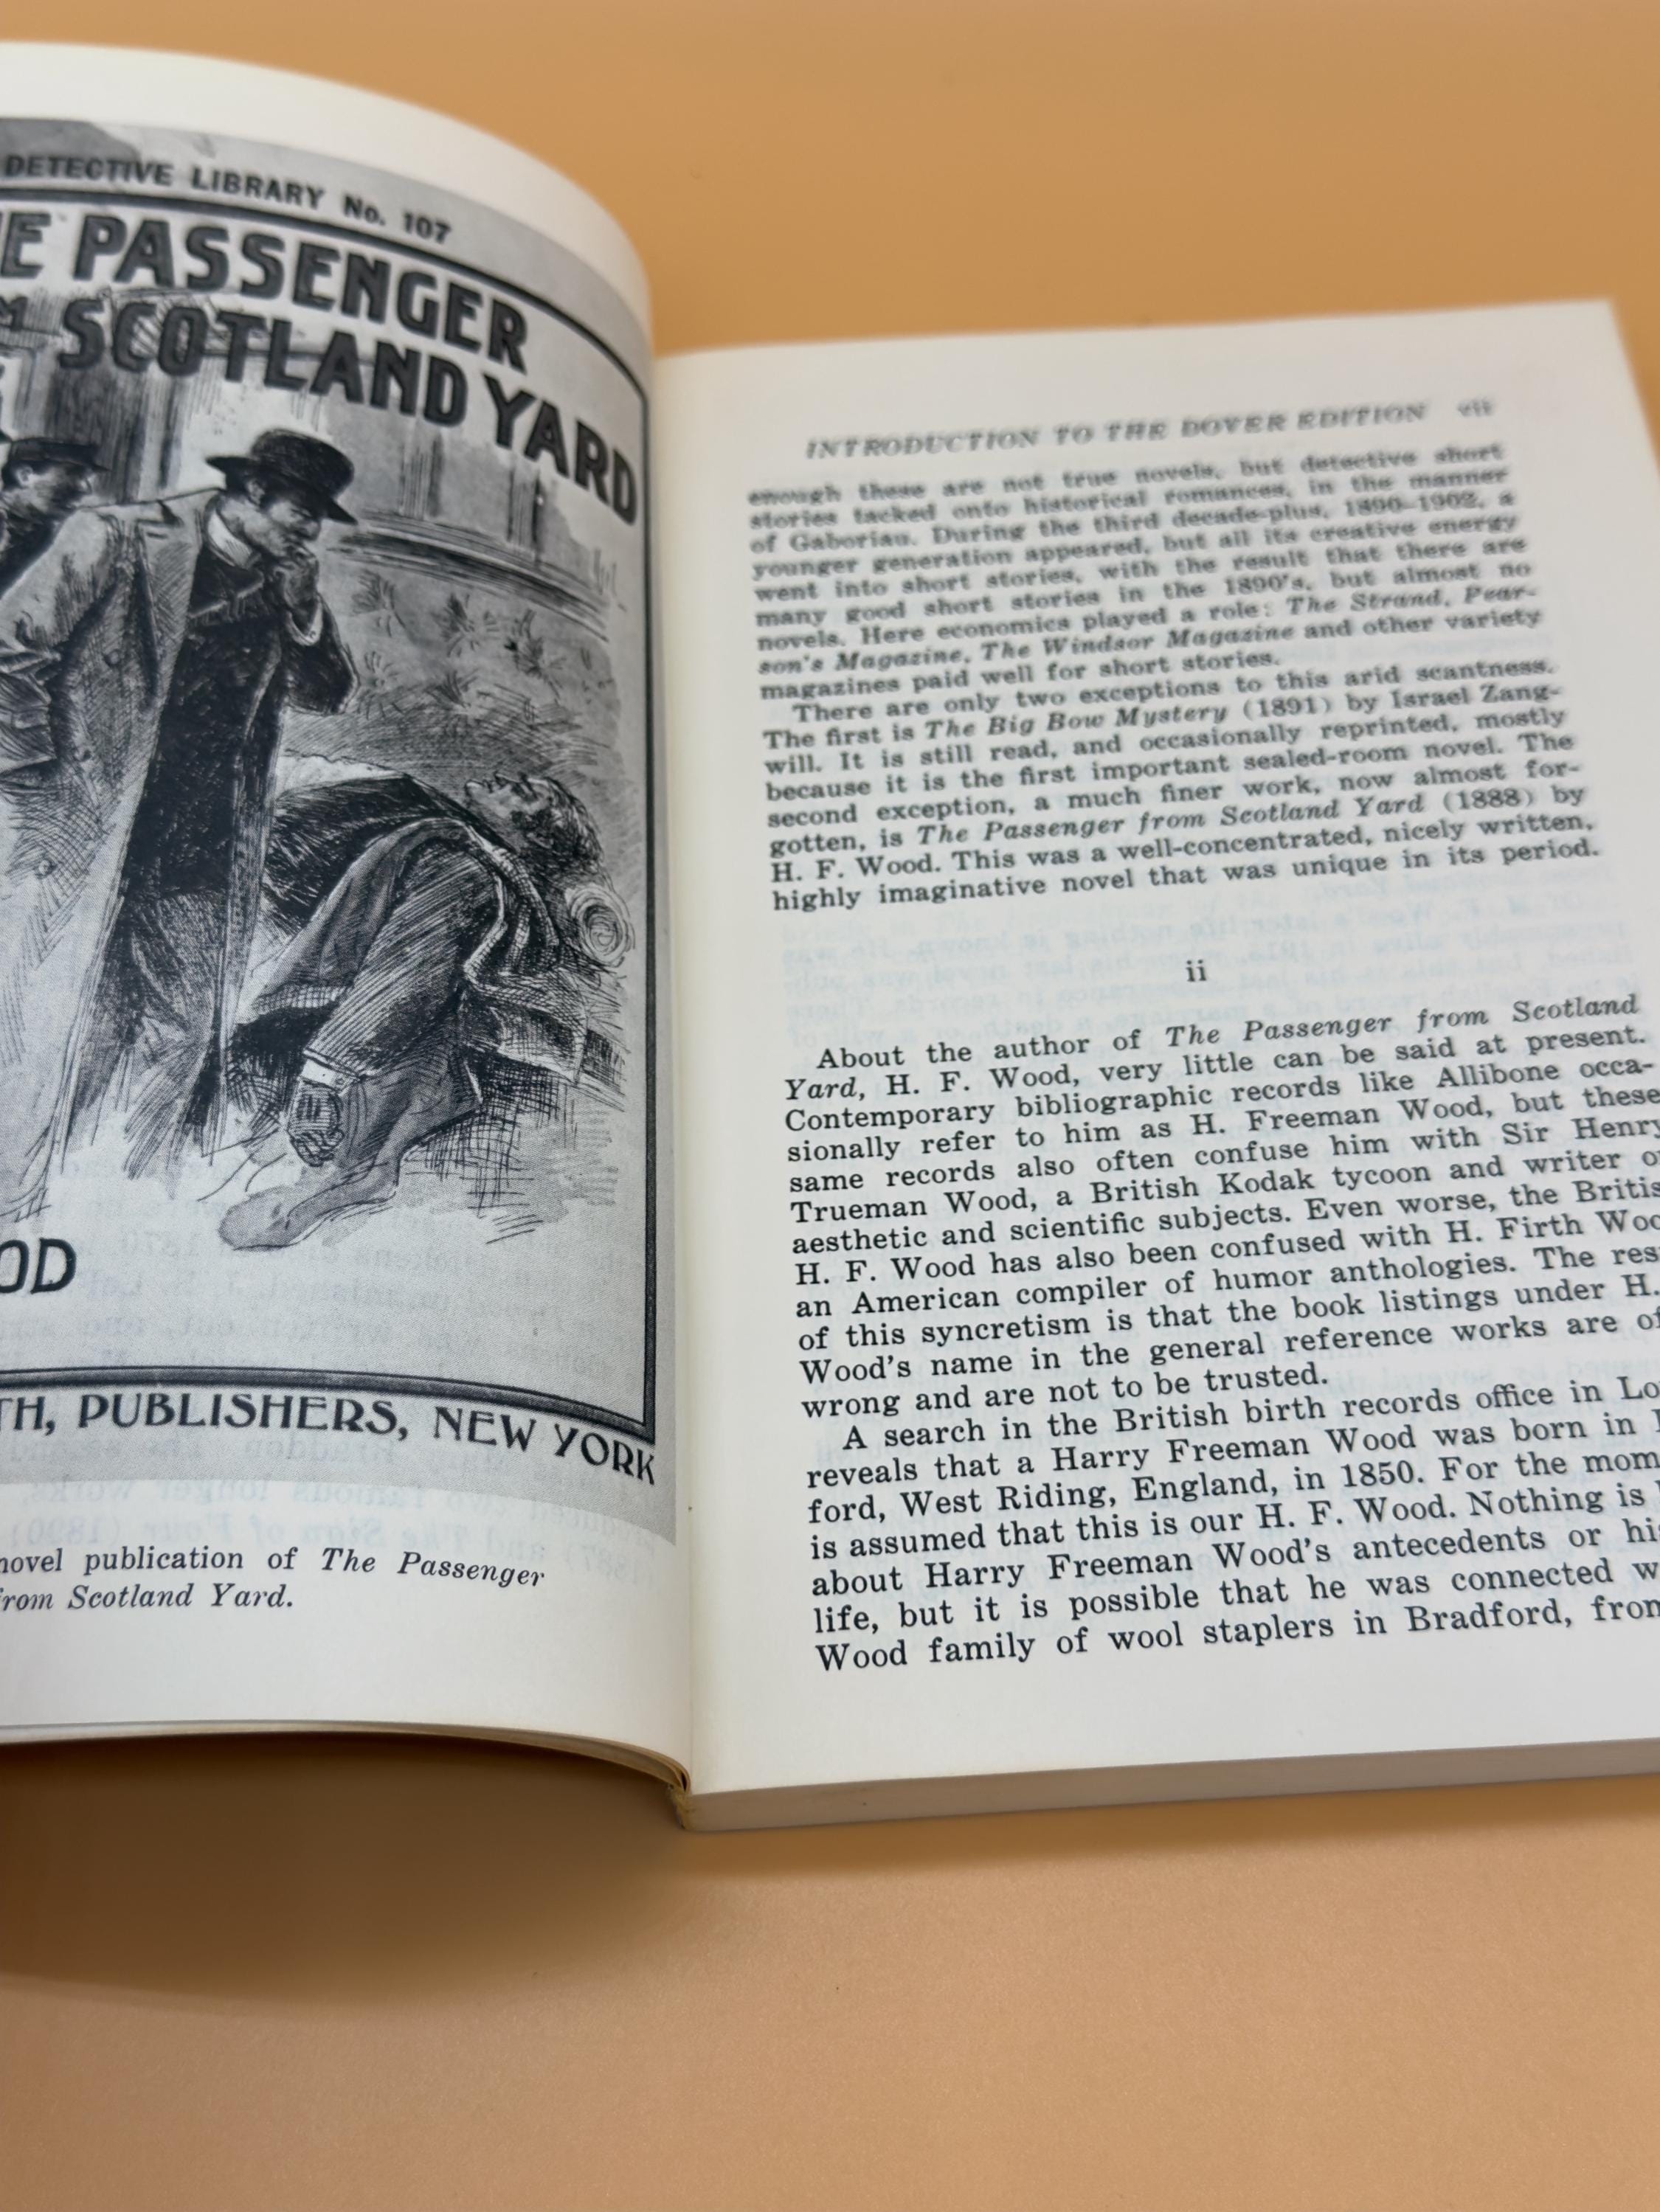 DETECTIVE LIBRARY No. 107
E PASSENGER
M SCOTLAND YARD
OD
TH, PUBLISHERS, NEW YORK
novel publication of The Passenger
from Scotland Yard.
INTRODUCTION TO THE DOVER EDITION vii
enough these are not true novels, but detective short
stories tacked onto historical romances, in the manner
of Gaboriau. During the third decade-plus, 1890–1902, a
younger generation appeared, but all its creative energy
went into short stories, with the result that there are
many good short stories in the 1890's, but almost no
novels. Here economics played a role: The Strand, Pear-
son's Magazine, The Windsor Magazine and other variety
magazines paid well for short stories.
There are only two exceptions to this arid scantness.
The first is The Big Bow Mystery (1891) by Israel Zang-
will. It is still read, and occasionally reprinted, mostly
because it is the first important sealed-room novel. The
second exception, a much finer work, now almost for-
gotten, is The Passenger from Scotland Yard (1888) by
H. F. Wood. This was a well-concentrated, nicely written,
highly imaginative novel that was unique in its period.
ii
About the author of The Passenger from Scotland
Yard, H. F. Wood, very little can be said at present.
Contemporary bibliographic records like Allibone occa-
sionally refer to him as H. Freeman Wood, but these
same records also often confuse him with Sir Henry
Trueman Wood, a British Kodak tycoon and writer o
aesthetic and scientific subjects. Even worse, the Britis
H. F. Wood has also been confused with H. Firth Woo
an American compiler of humor anthologies. The res
of this syncretism is that the book listings under H.
Wood's name in the general reference works are of
wrong and are not to be trusted.
A search in the British birth records office in Lo
reveals that a Harry Freeman Wood was born in
ford, West Riding, England, in 1850. For the mom
is assumed that this is our H. F. Wood. Nothing is
about Harry Freeman Wood's antecedents or his
life, but it is possible that he was connected w
Wood family of wool staplers in Bradford, from